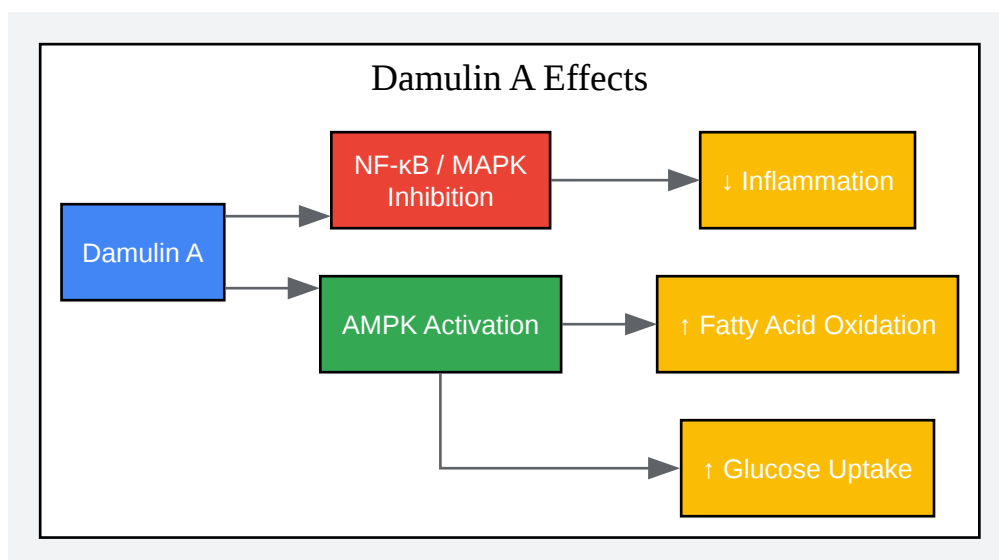 Damulin A Effects
NF-κB / MAPK
Inhibition
↓ Inflammation
Damulin A
AMPK Activation
↑ Fatty Acid Oxidation
↑ Glucose Uptake